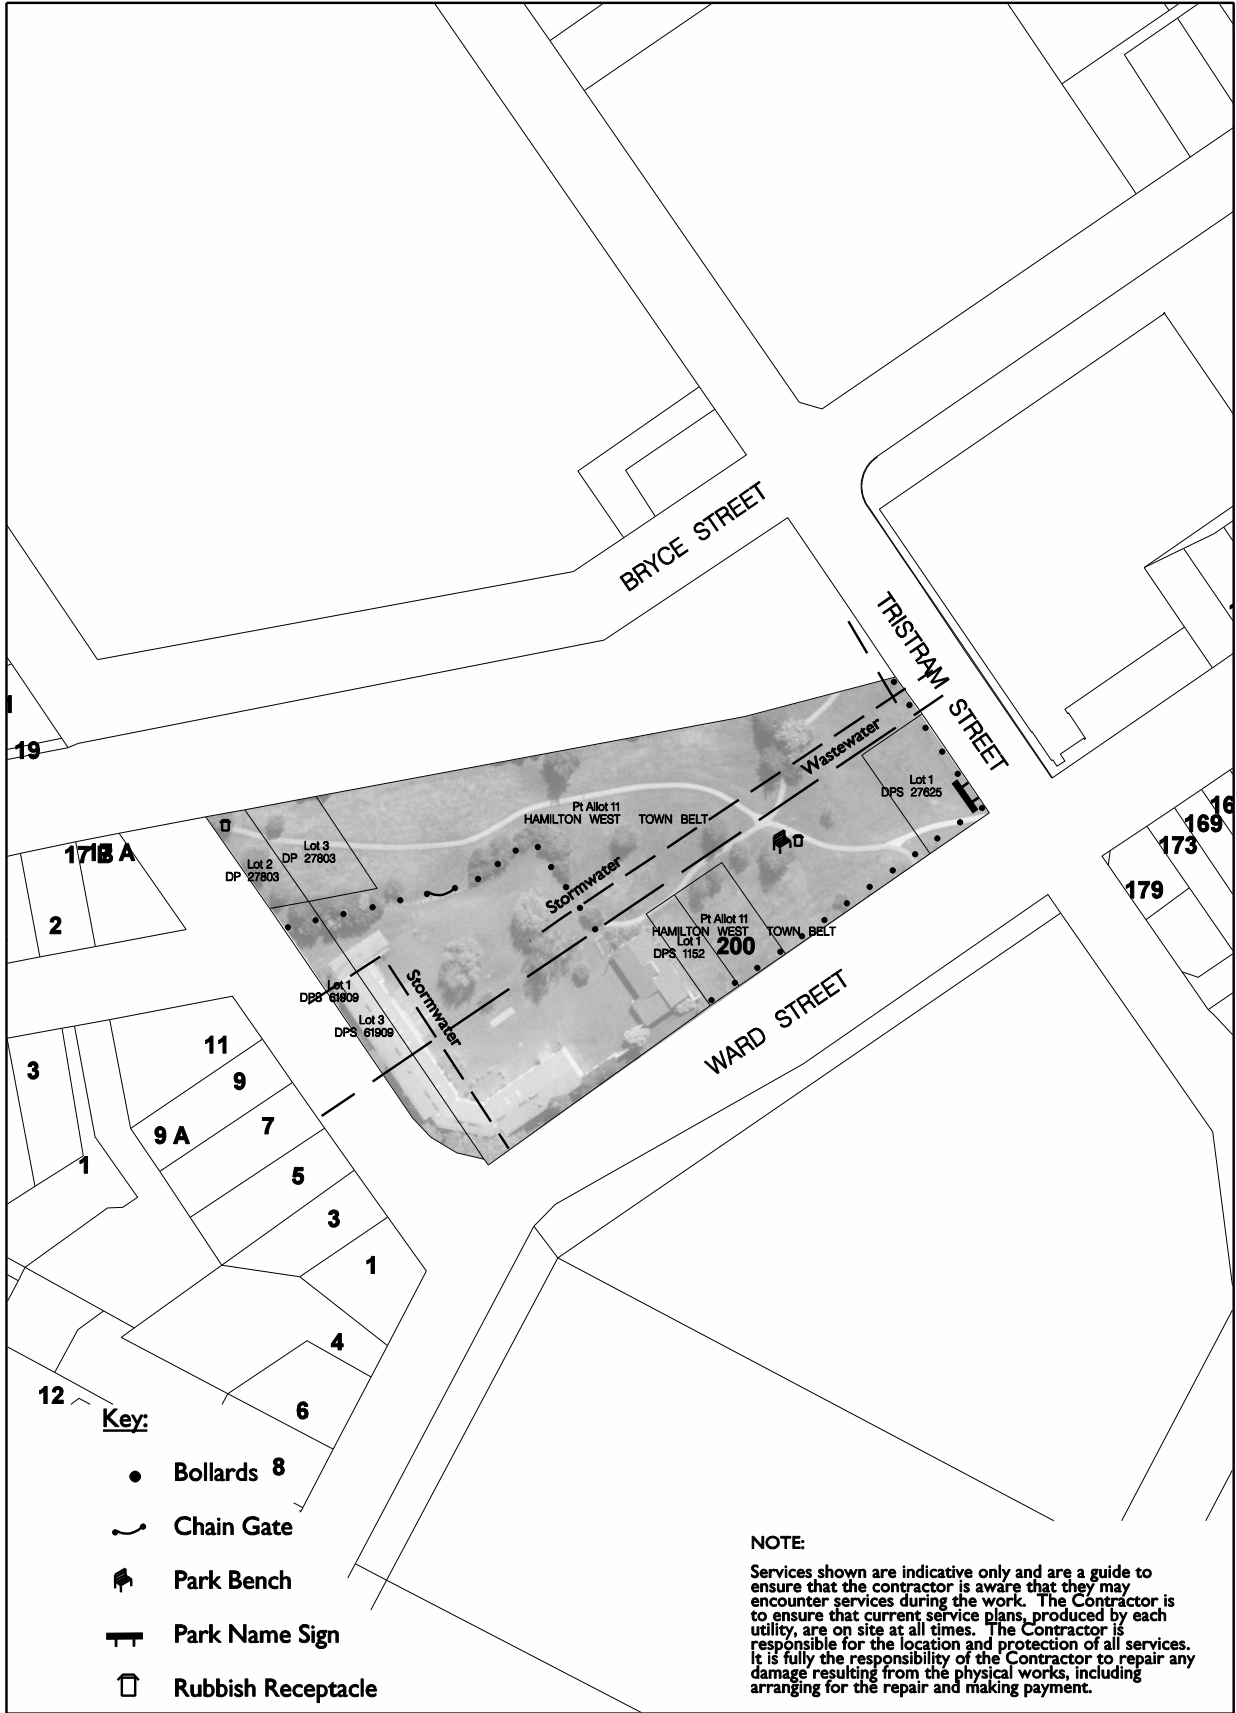 BRYCE STREET
TRISTRAM STREET
19
Wastewater
Lot 1
DPS 27625
Pt Allot 11
HAMILTON WEST TOWN BELT
169
173
179
Lot 3
DP 27803
Lot 2
DP 27803
2
Stormwater
Pt Allot 11
HAMILTON WEST TOWN BELT
Lot 1
DPS 1152
200
Lot 1
DPS 61909
Stormwater
Lot 3
DPS 61909
WARD STREET
11
3
9
7
9 A
1
5
3
1
4
12
6
8
Key:
Bollards
Chain Gate
Park Bench
Park Name Sign
Rubbish Receptacle
NOTE:
Services shown are indicative only and are a guide to
ensure that the contractor is aware that they may
encounter services during the work. The Contractor is
to ensure that current service plans, produced by each
utility, are on site at all times. The Contractor is
responsible for the location and protection of all services.
It is fully the responsibility of the Contractor to repair any
damage resulting from the physical works, including
arranging for the repair and making payment.